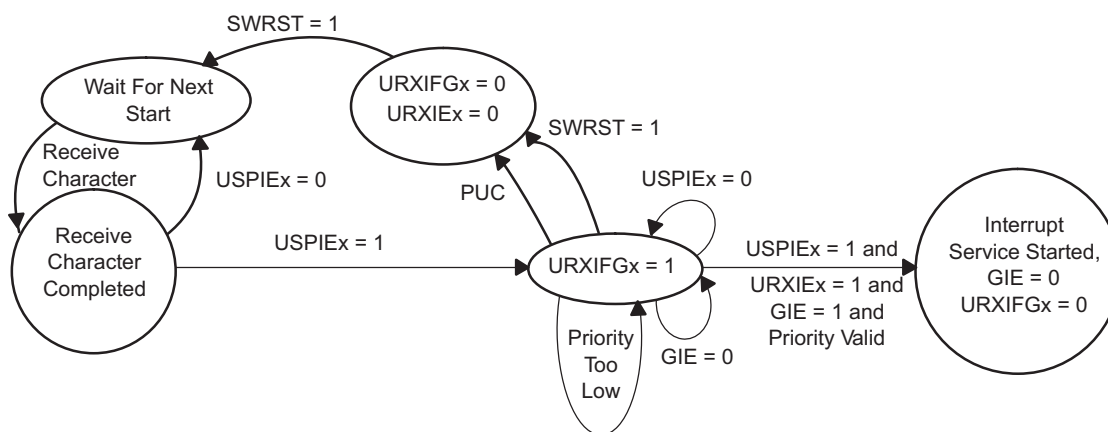 SWRST = 1
Wait For Next
Start
URXIFGx = 0
URXIEx = 0
SWRST = 1
Receive
Character
USPIEx = 0
PUC
USPIEx = 0
Receive
Character
Completed
USPIEx = 1
URXIFGx = 1
USPIEx = 1 and
URXIEx = 1 and
GIE = 1 and
Priority Valid
Interrupt
Service Started,
GIE = 0
URXIFGx = 0
Priority
Too
Low
GIE = 0